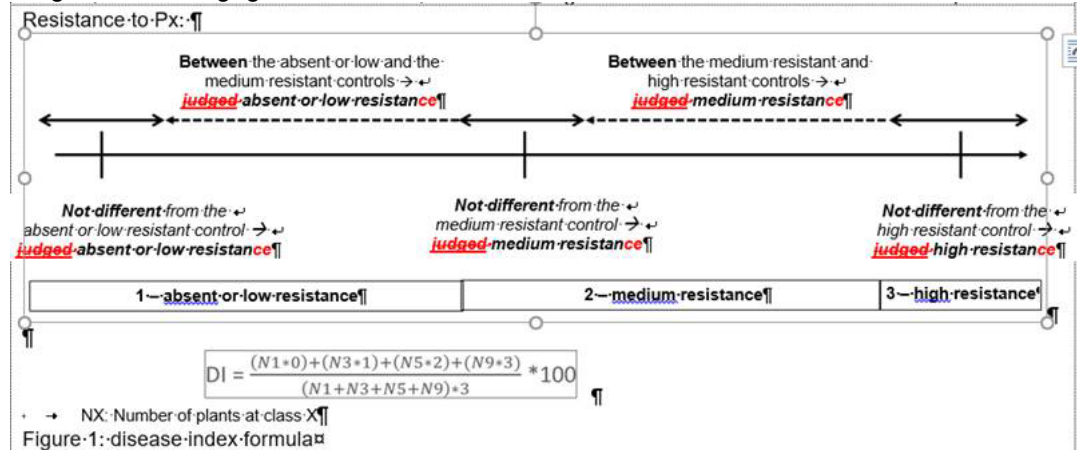 Resistance to Px:
Between the absent or low and the
medium resistant controls →
judged absent or low resistance
Between the medium resistant and
high resistant controls →
judged medium resistance
Not different from the
absent or low resistant control →
judged absent or low resistance
Not different from the
medium resistant control →
judged medium resistance
Not different from the
high resistant control →
judged high resistance
1 – absent or low resistance
2 – medium resistance
3 – high resistance
DI = (N1*0)+(N3*1)+(N5*2)+(N9*3) / (N1+N3+N5+N9)*3 *100
→ NX: Number of plants at class X
Figure 1: disease index formula